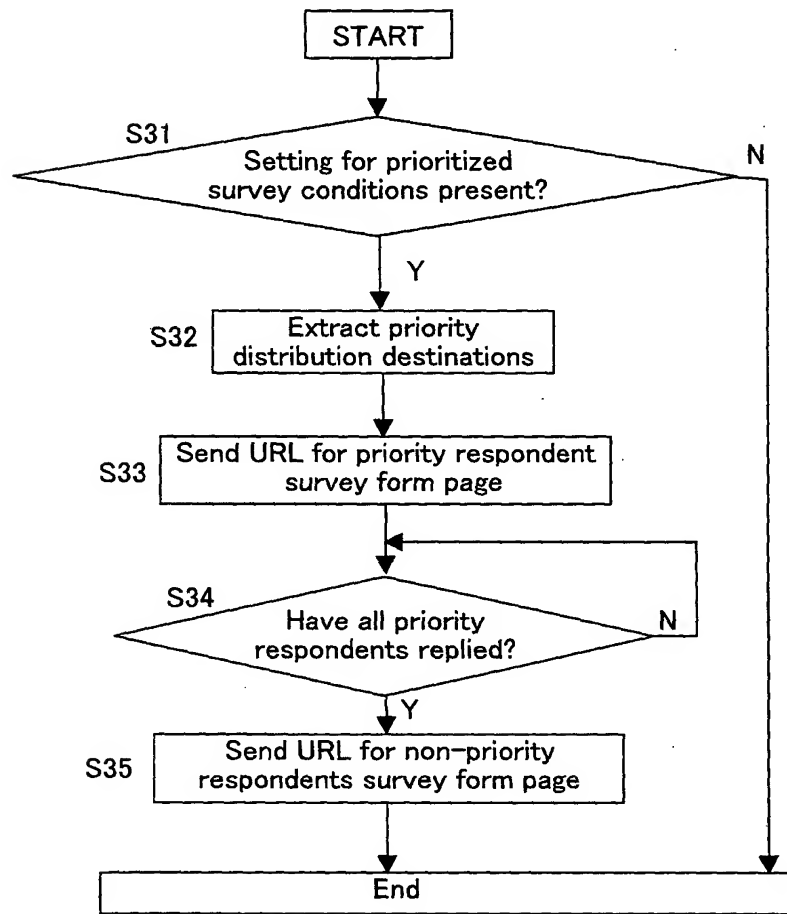 START
S31
Setting for prioritized
survey conditions present?
N
Y
S32
Extract priority
distribution destinations
S33
Send URL for priority respondent
survey form page
S34
Have all priority
respondents replied?
N
Y
S35
Send URL for non-priority
respondents survey form page
End